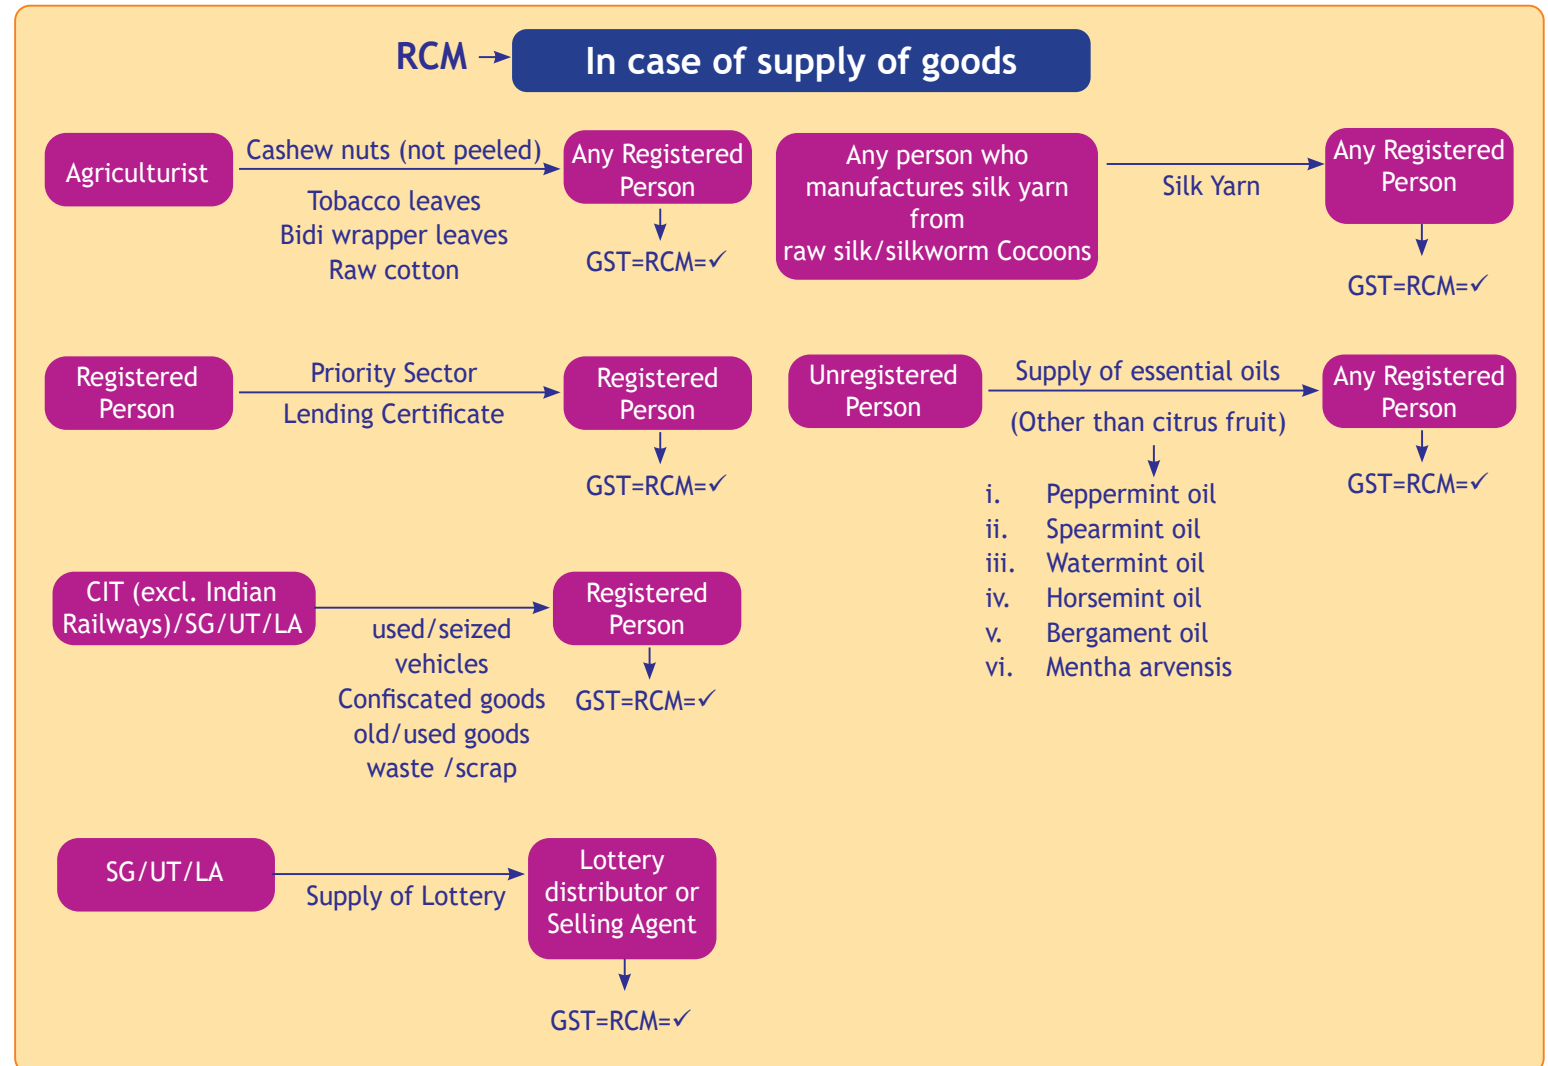 RCM
In case of supply of goods
Agriculturist
Cashew nuts (not peeled)
Tobacco leaves
Bidi wrapper leaves
Raw cotton
Any Registered
Person
GST=RCM=✓
Any person who
manufactures silk yarn
from
raw silk/silkworm Cocoons
Silk Yarn
Any Registered
Person
GST=RCM=✓
Registered
Person
Priority Sector
Lending Certificate
Registered
Person
GST=RCM=✓
Unregistered
Person
Supply of essential oils
(Other than citrus fruit)
i. Peppermint oil
ii. Spearmint oil
iii. Watermint oil
iv. Horsemint oil
v. Bergament oil
vi. Mentha arvensis
Any Registered
Person
GST=RCM=✓
CIT (excl. Indian
Railways)/SG/UT/LA
used/seized
vehicles
Confiscated goods
old/used goods
waste /scrap
Registered
Person
GST=RCM=✓
SG/UT/LA
Supply of Lottery
Lottery
distributor or
Selling Agent
GST=RCM=✓